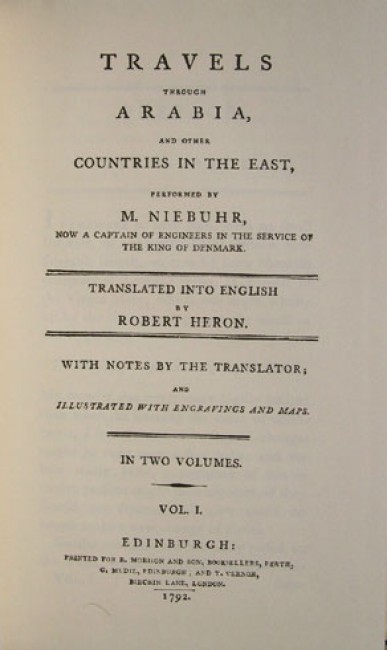 TRAVELS
THROUGH
ARABIA,
AND OTHER
COUNTRIES IN THE EAST,
PERFORMED BY
M. NIEBUHR,
NOW A CAPTAIN OF ENGINEERS IN THE SERVICE OF
THE KING OF DENMARK.
TRANSLATED INTO ENGLISH
BY
ROBERT HERON.
WITH NOTES BY THE TRANSLATOR;
AND
ILLUSTRATED WITH ENGRAVINGS AND MAPS.
IN TWO VOLUMES.
VOL. I.
EDINBURGH:
PRINTED FOR R. MORISON AND SON, BOOKSELLERS, PERTH;
G. MUDIE, EDINBURGH; AND T. VERNOR,
BIRCHIN LANE, LONDON.
1792.